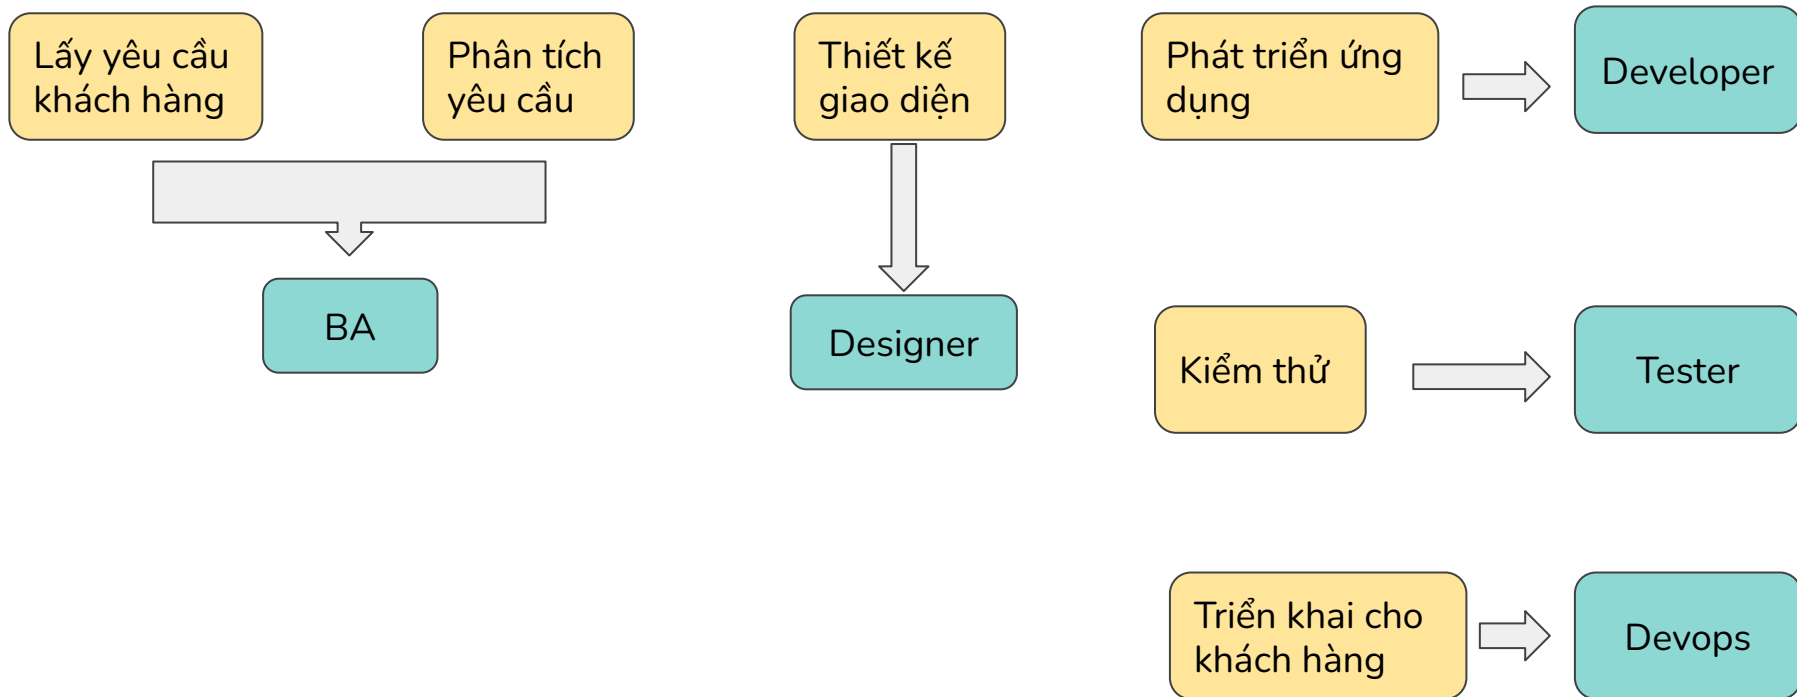 Lấy yêu cầu
khách hàng
Phân tích
yêu cầu
Thiết kế
giao diện
Phát triển ứng
dụng
Developer
BA
Designer
Kiểm thử
Tester
Triển khai cho
khách hàng
Devops